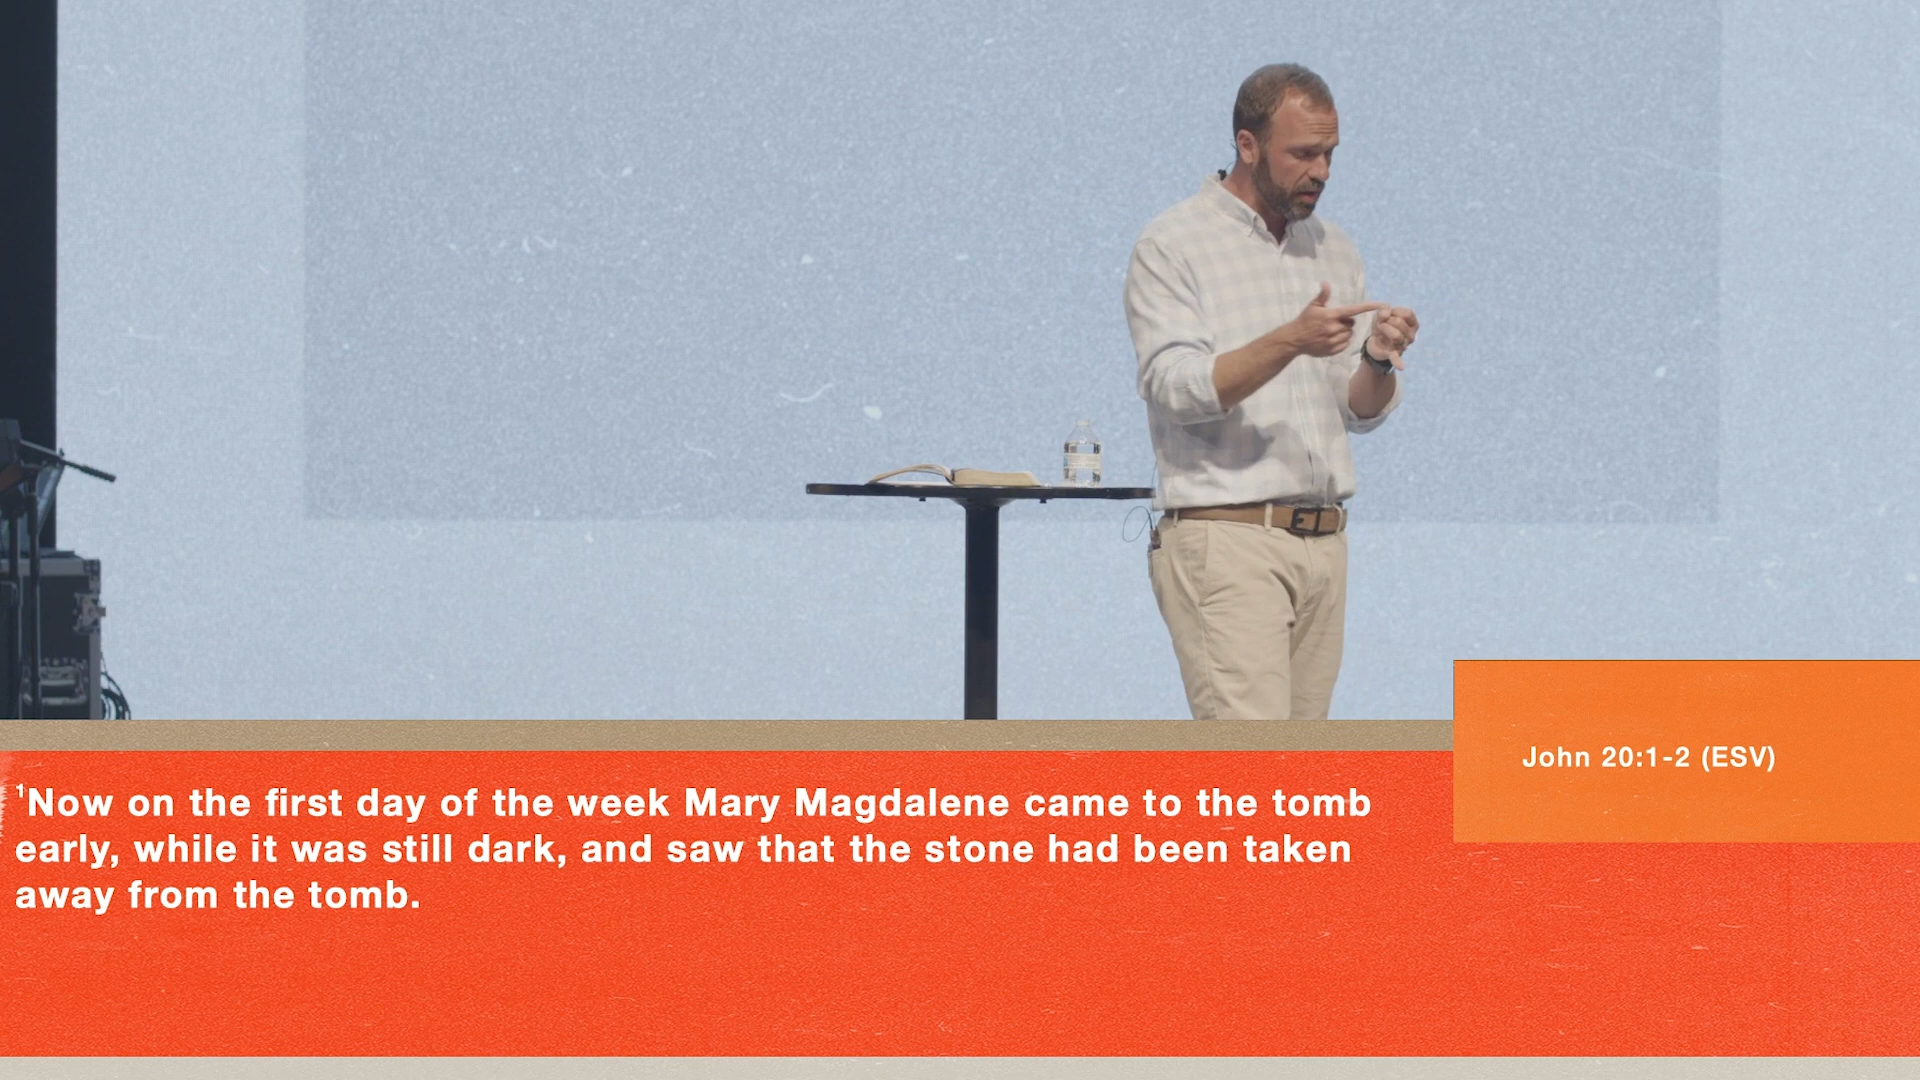 ¹Now on the first day of the week Mary Magdalene came to the tomb
early, while it was still dark, and saw that the stone had been taken
away from the tomb.
John 20:1-2 (ESV)